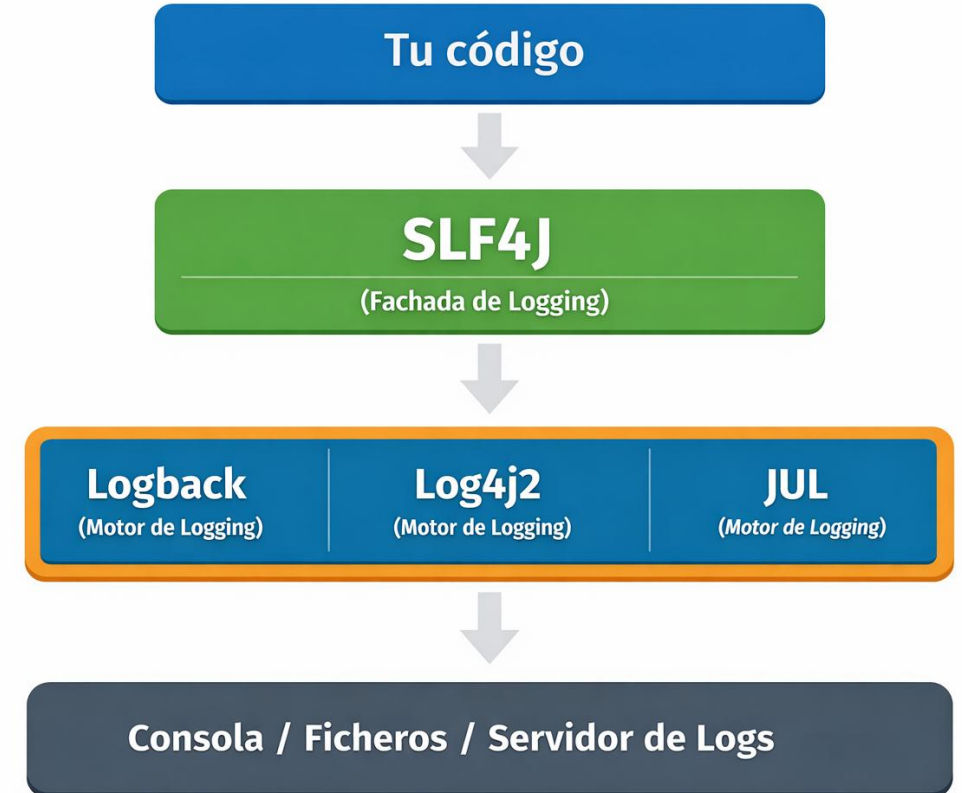 Tu código
SLF4J
(Fachada de Logging)
Logback
(Motor de Logging)
Log4j2
(Motor de Logging)
JUL
(Motor de Logging)
Consola / Ficheros / Servidor de Logs